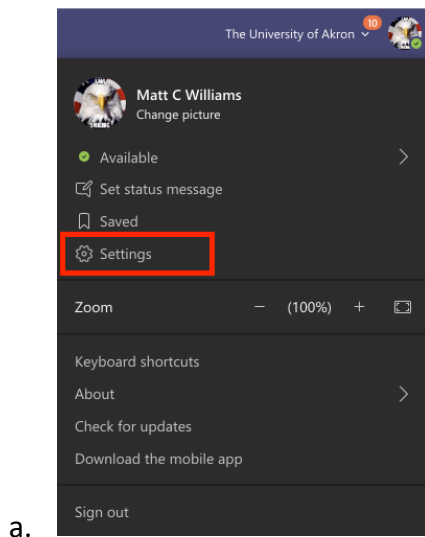 The University of Akron
10
Matt C Williams
Change picture
Available
Set status message
Saved
Settings
Zoom − (100%) +
Keyboard shortcuts
About
Check for updates
Download the mobile app
Sign out
a.